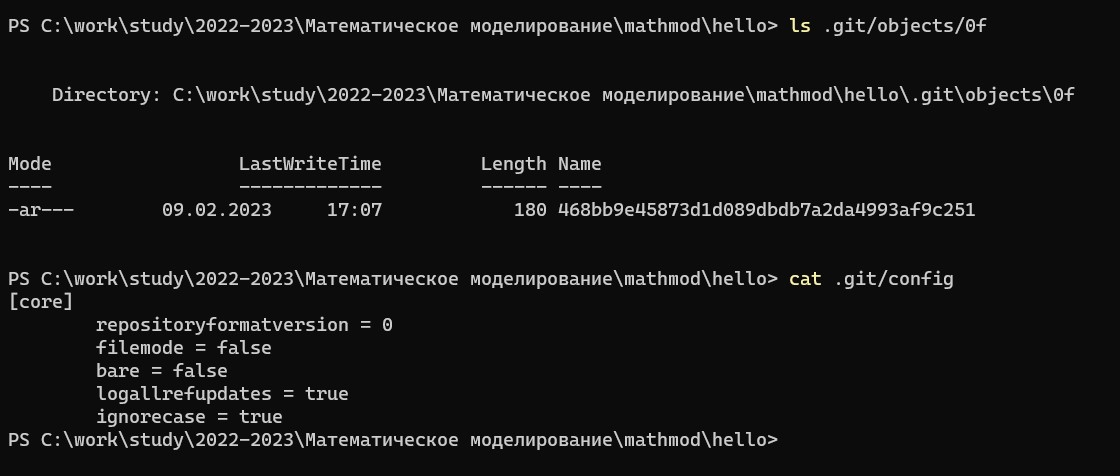 PS C:\work\study\2022-2023\Математическое моделирование\mathmod\hello> ls .git/objects/0f
Directory: C:\work\study\2022-2023\Математическое моделирование\mathmod\hello\.git\objects\0f
Mode LastWriteTime Length Name
---- ------------- ------ ----
-ar--- 09.02.2023 17:07 180 468bb9e45873d1d089dbdb7a2da4993af9c251
PS C:\work\study\2022-2023\Математическое моделирование\mathmod\hello> cat .git/config
[core]
repositoryformatversion = 0
filemode = false
bare = false
logallrefupdates = true
ignorecase = true
PS C:\work\study\2022-2023\Математическое моделирование\mathmod\hello>